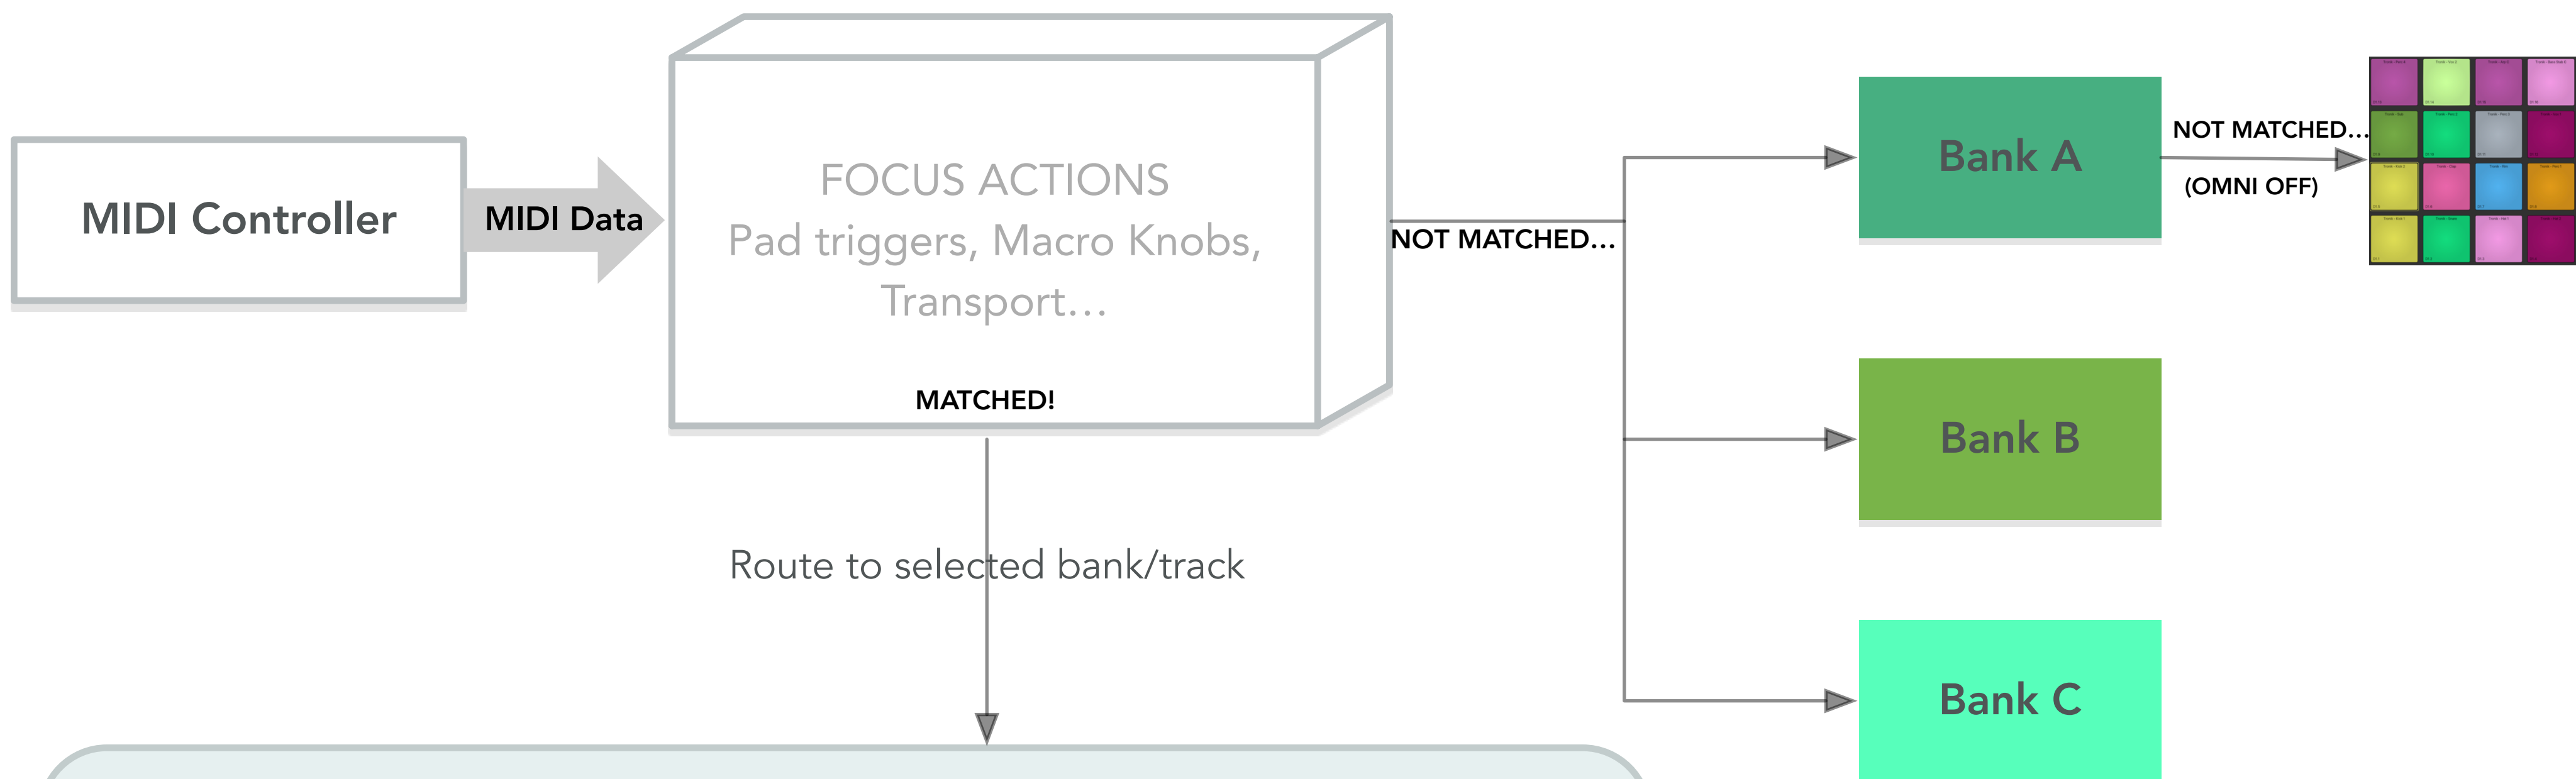 MIDI Controller
MIDI Data
FOCUS ACTIONS
Pad triggers, Macro Knobs,
Transport…
MATCHED!
NOT MATCHED…
Route to selected bank/track
Bank A
NOT MATCHED…
(OMNI OFF)
Bank B
Bank C